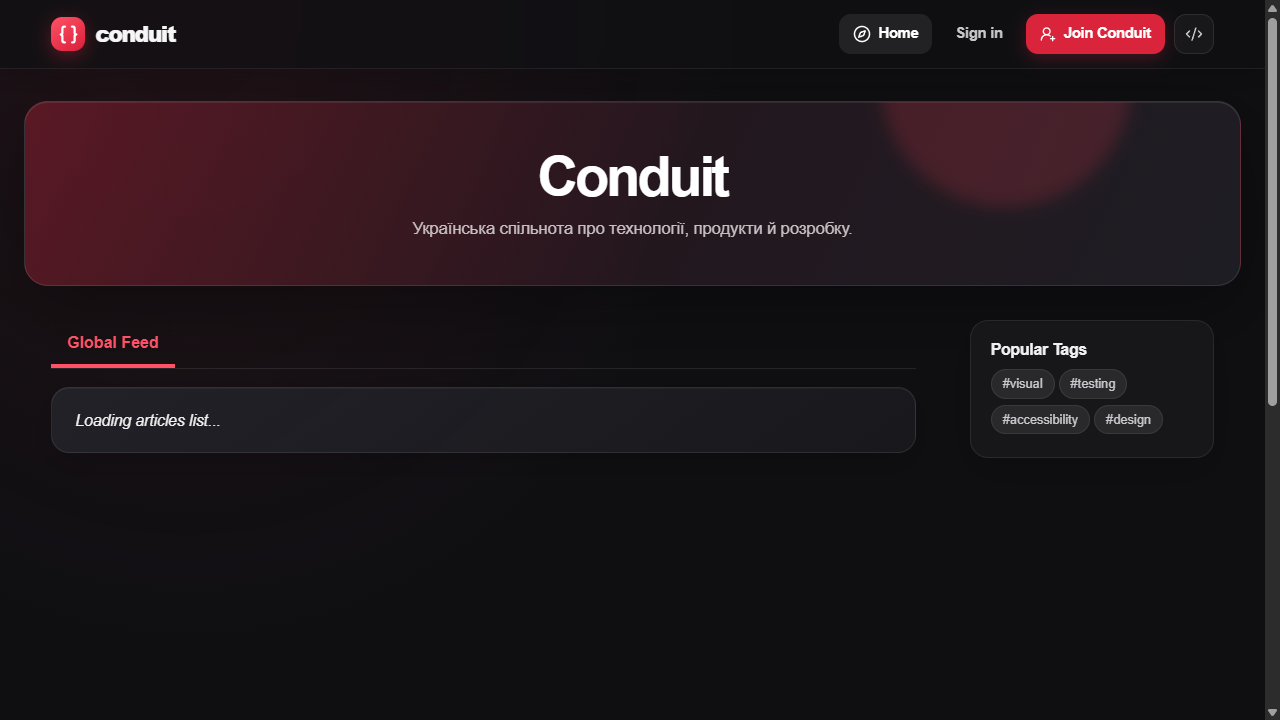 conduit
Home
Sign in
Join Conduit
Conduit
Українська спільнота про технології, продукти й розробку.
Global Feed
Loading articles list...
Popular Tags
#visual #testing
#accessibility #design